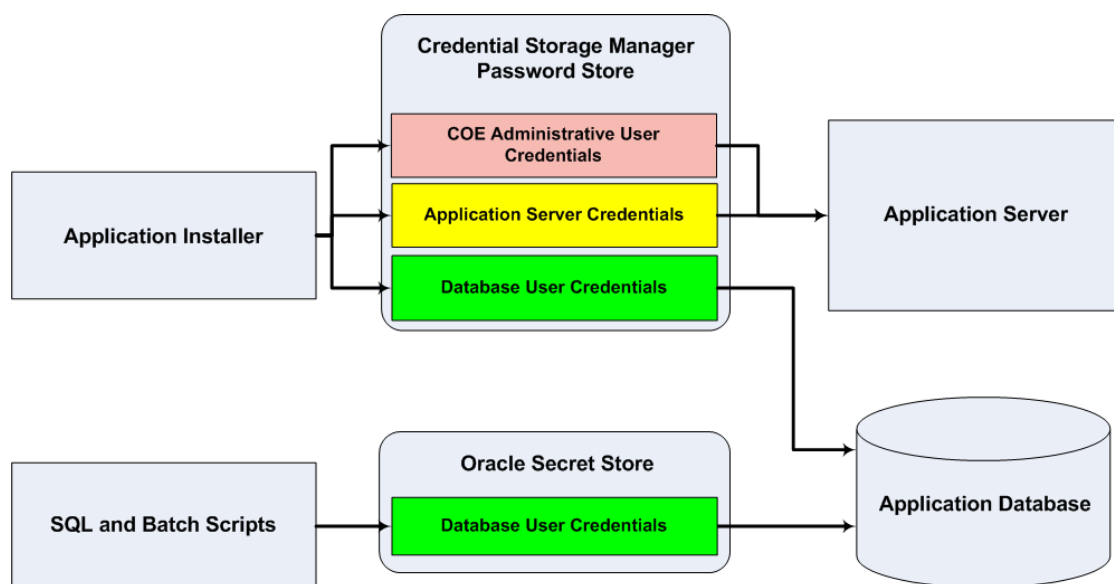 Credential Storage Manager
Password Store
COE Administrative User
Credentials
Application Server Credentials
Database User Credentials
Application Installer
Application Server
Oracle Secret Store
Database User Credentials
SQL and Batch Scripts
Application Database